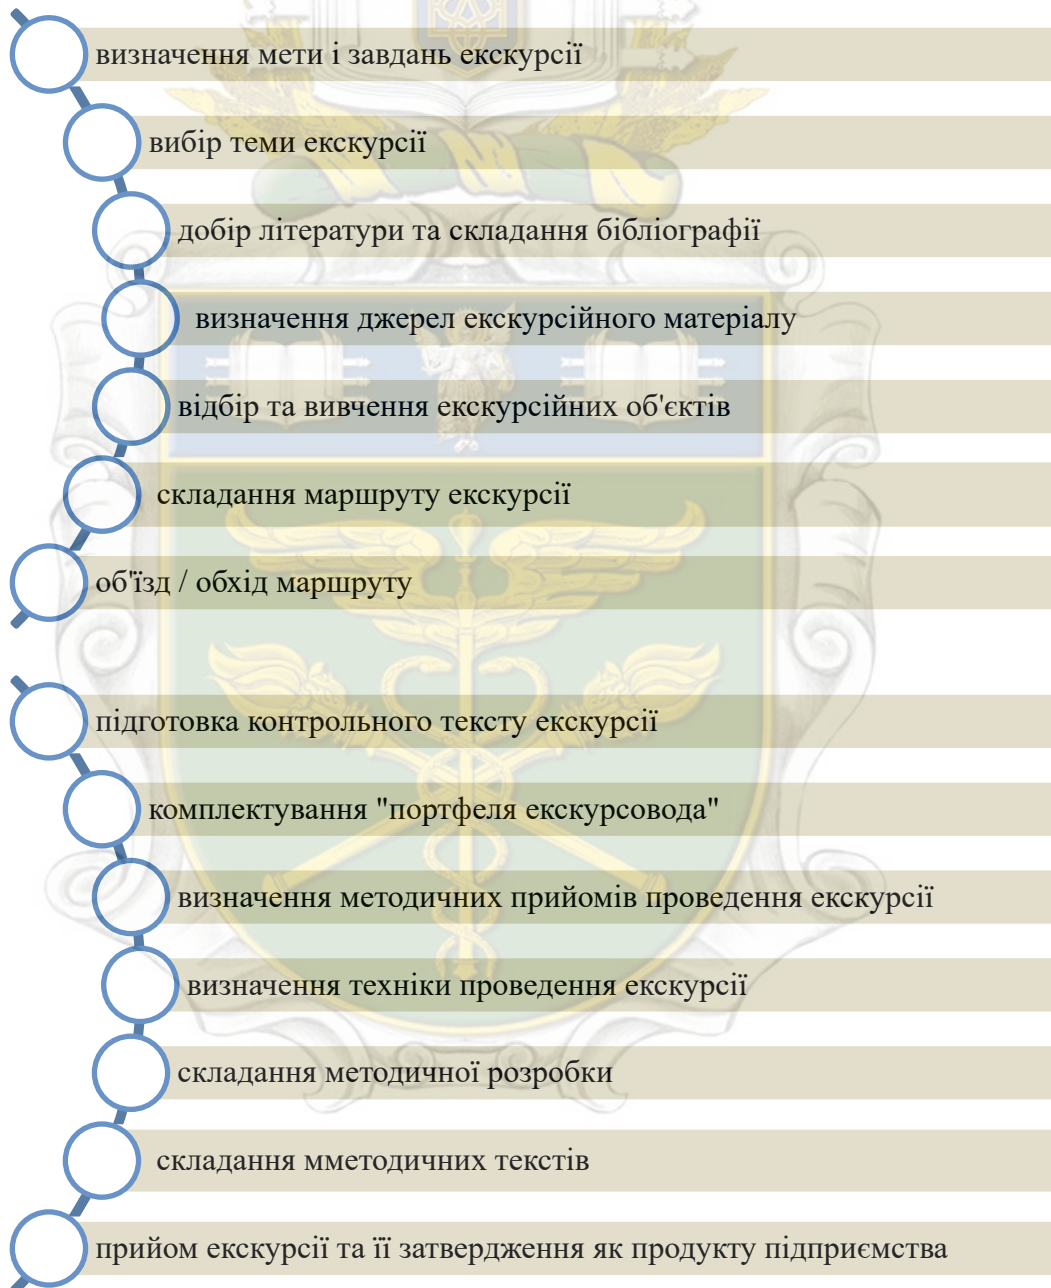 визначення мети і завдань екскурсії
вибір теми екскурсії
добір літератури та складання бібліографії
визначення джерел екскурсійного матеріалу
відбір та вивчення екскурсійних об'єктів
складання маршруту екскурсії
об'їзд / обхід маршруту
підготовка контрольного тексту екскурсії
комплектування "портфеля екскурсовода"
визначення методичних прийомів проведення екскурсії
визначення техніки проведення екскурсії
складання методичної розробки
складання мметодичних текстів
прийом екскурсії та її затвердження як продукту підприємства